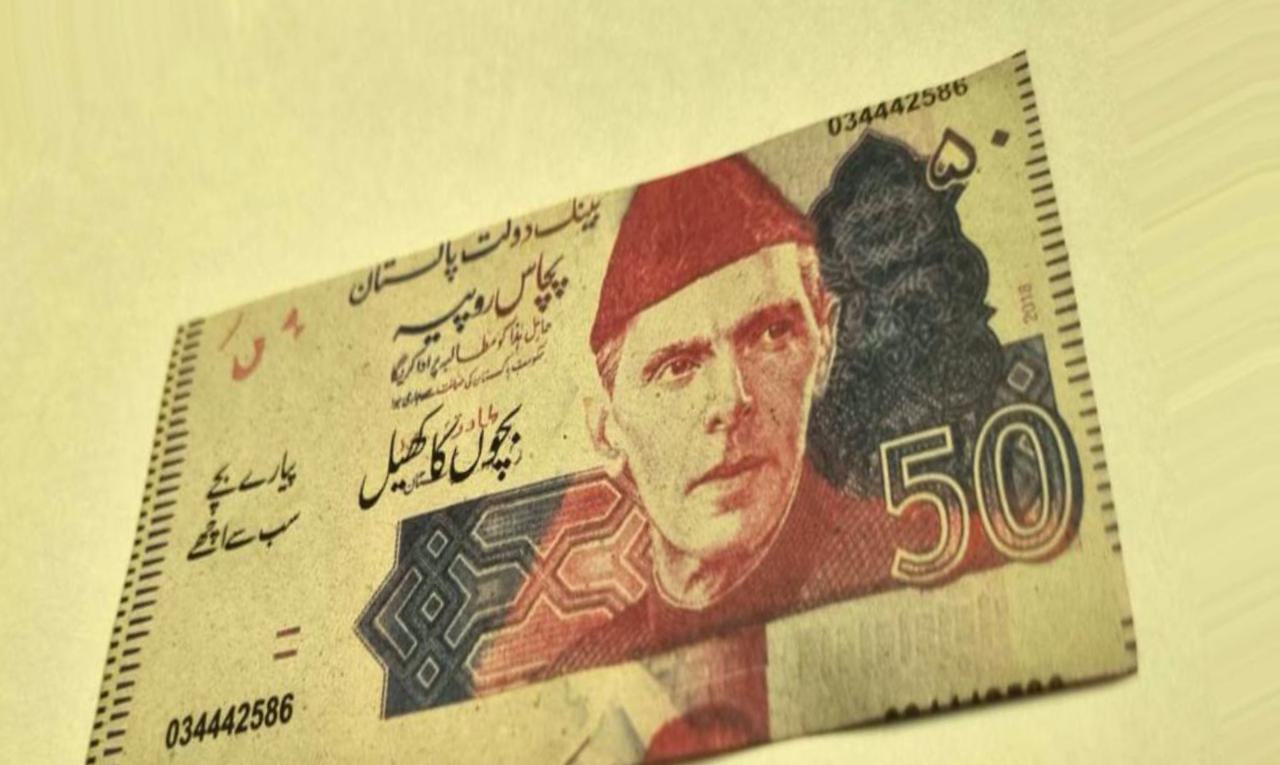 034442586
۵۰
بینک دولت پاکستان
پچاس روپیہ
حامل ہذا کو مطالبہ پر ادا کریگا
حکومت پاکستان کی ضمانت سے جاری ہوا
بچوں کا کھیل
پیارے بچے
سب سے اچھے
2018
50
034442586